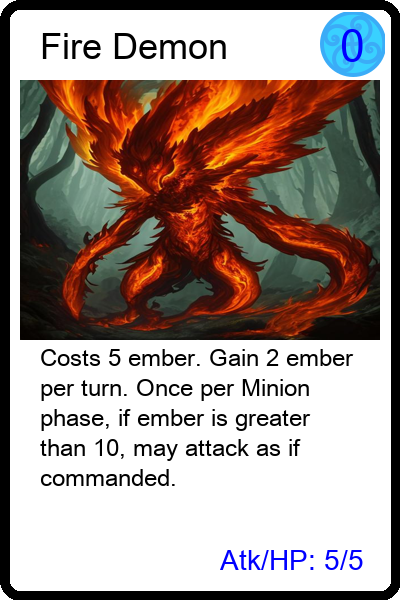 Fire Demon
0
Costs 5 ember. Gain 2 ember
per turn. Once per Minion
phase, if ember is greater
than 10, may attack as if
commanded.
Atk/HP: 5/5